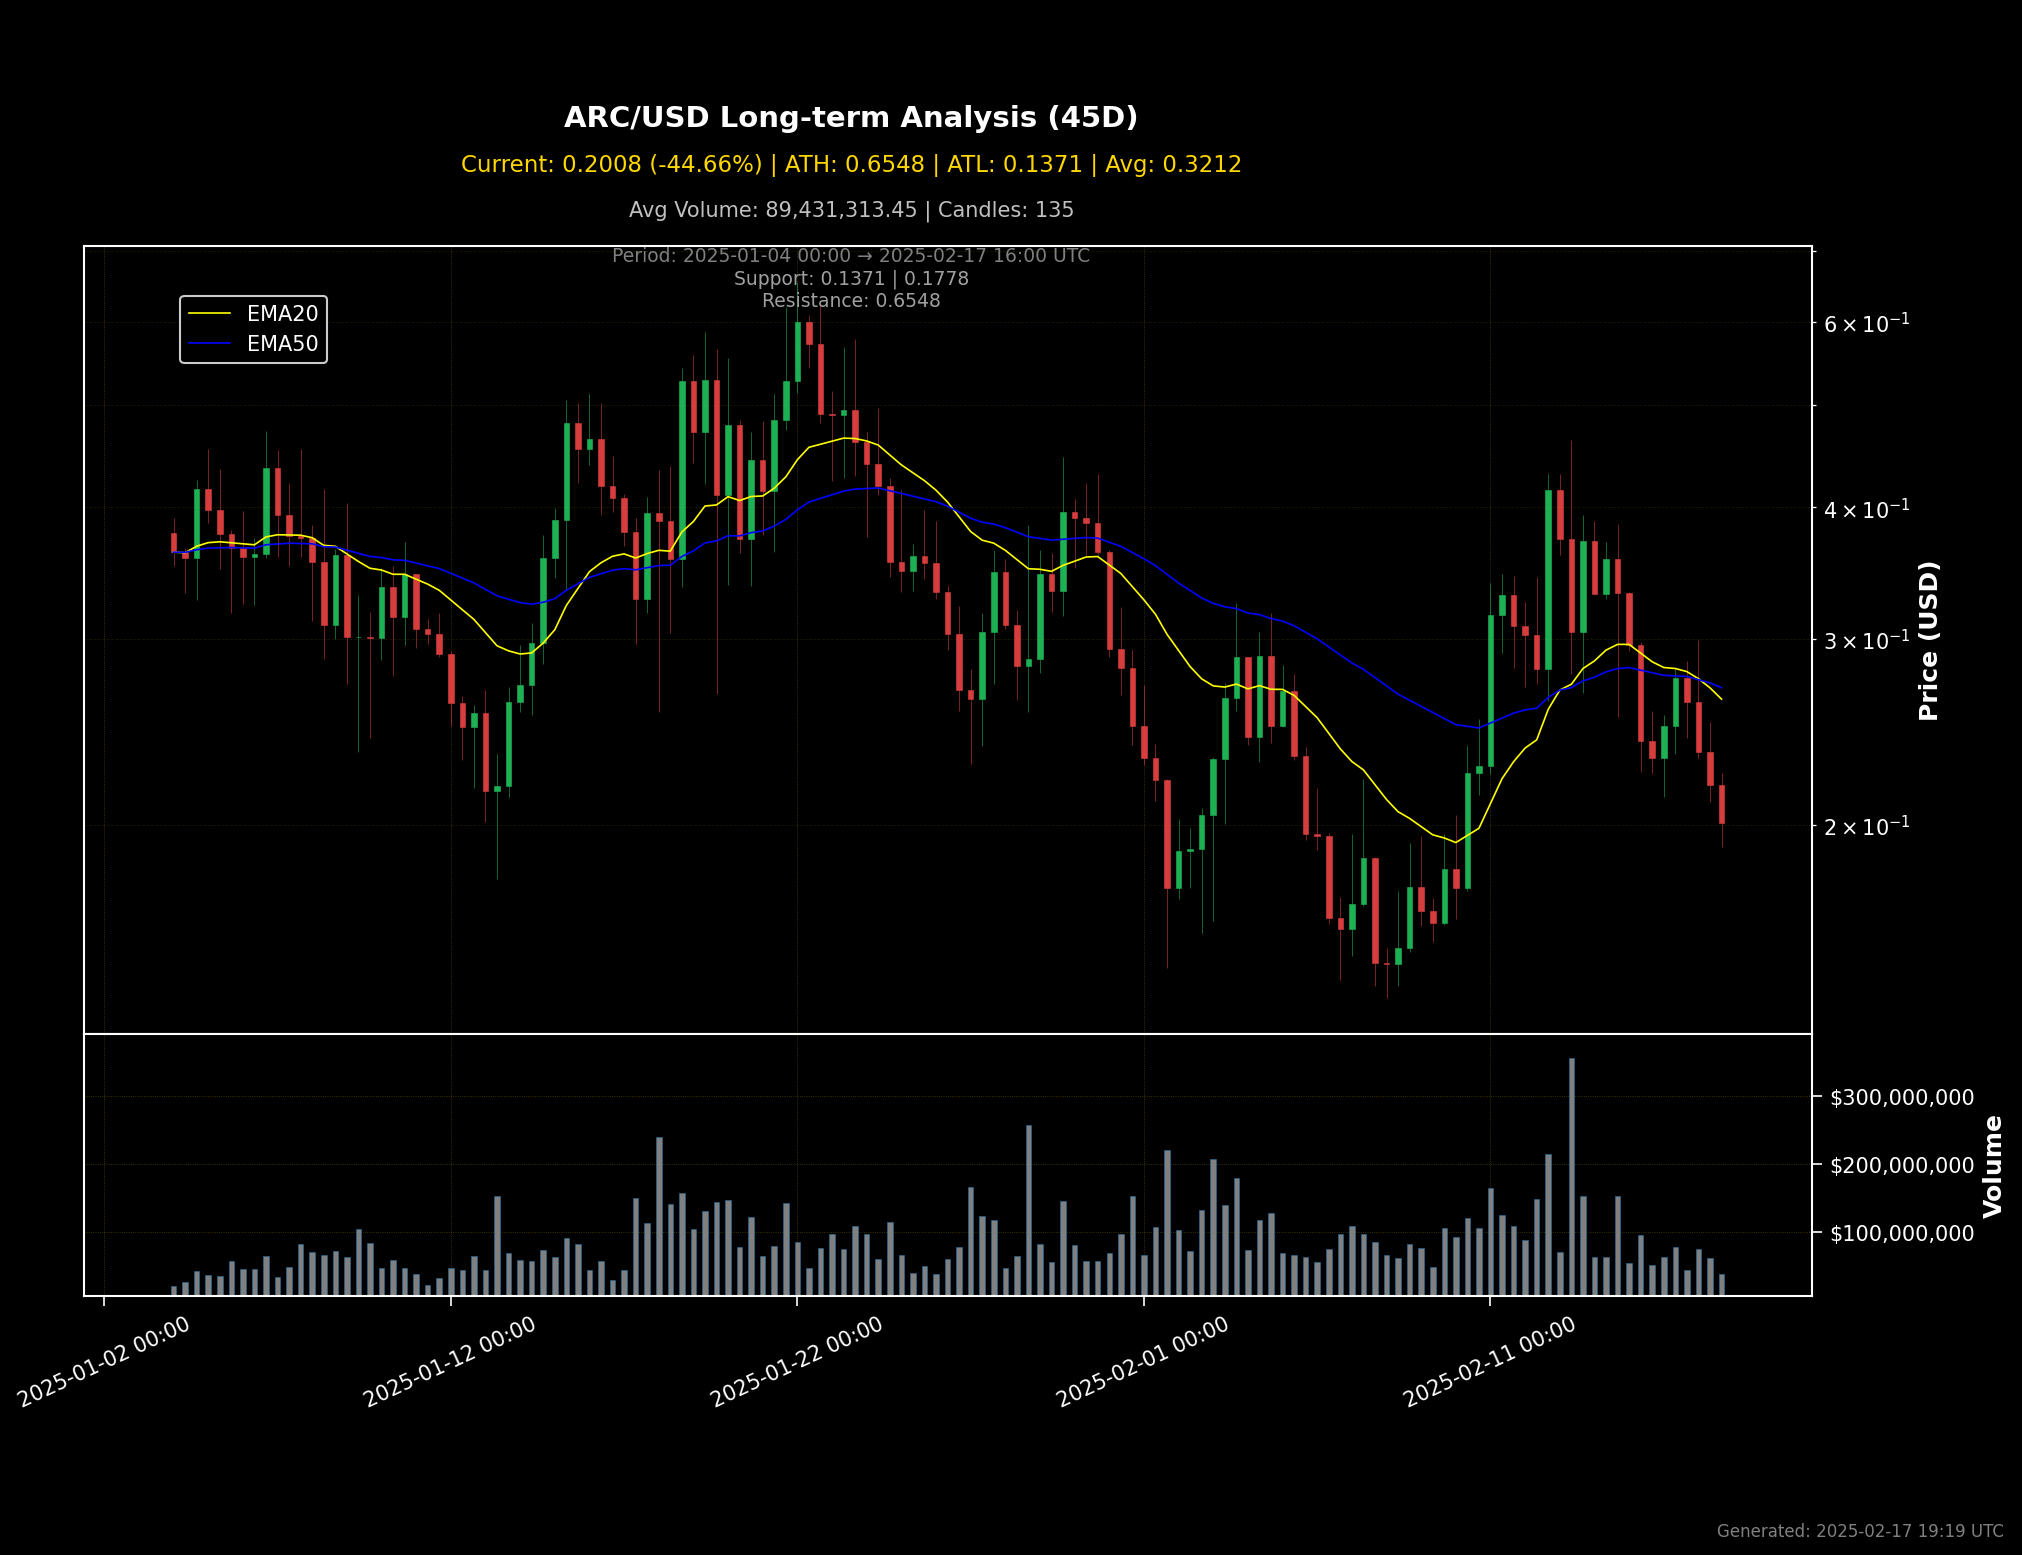 ARC/USD Long-term Analysis (45D)
Current: 0.2008 (-44.66%) | ATH: 0.6548 | ATL: 0.1371 | Avg: 0.3212
Avg Volume: 89,431,313.45 | Candles: 135
Period: 2025-01-04 00:00 → 2025-02-17 16:00 UTC
Support: 0.1371 | 0.1778
Resistance: 0.6548
EMA20
EMA50
6 × 10⁻¹
4 × 10⁻¹
3 × 10⁻¹
2 × 10⁻¹
Price (USD)
$300,000,000
$200,000,000
$100,000,000
Volume
2025-01-02 00:00
2025-01-12 00:00
2025-01-22 00:00
2025-02-01 00:00
2025-02-11 00:00
Generated: 2025-02-17 19:19 UTC